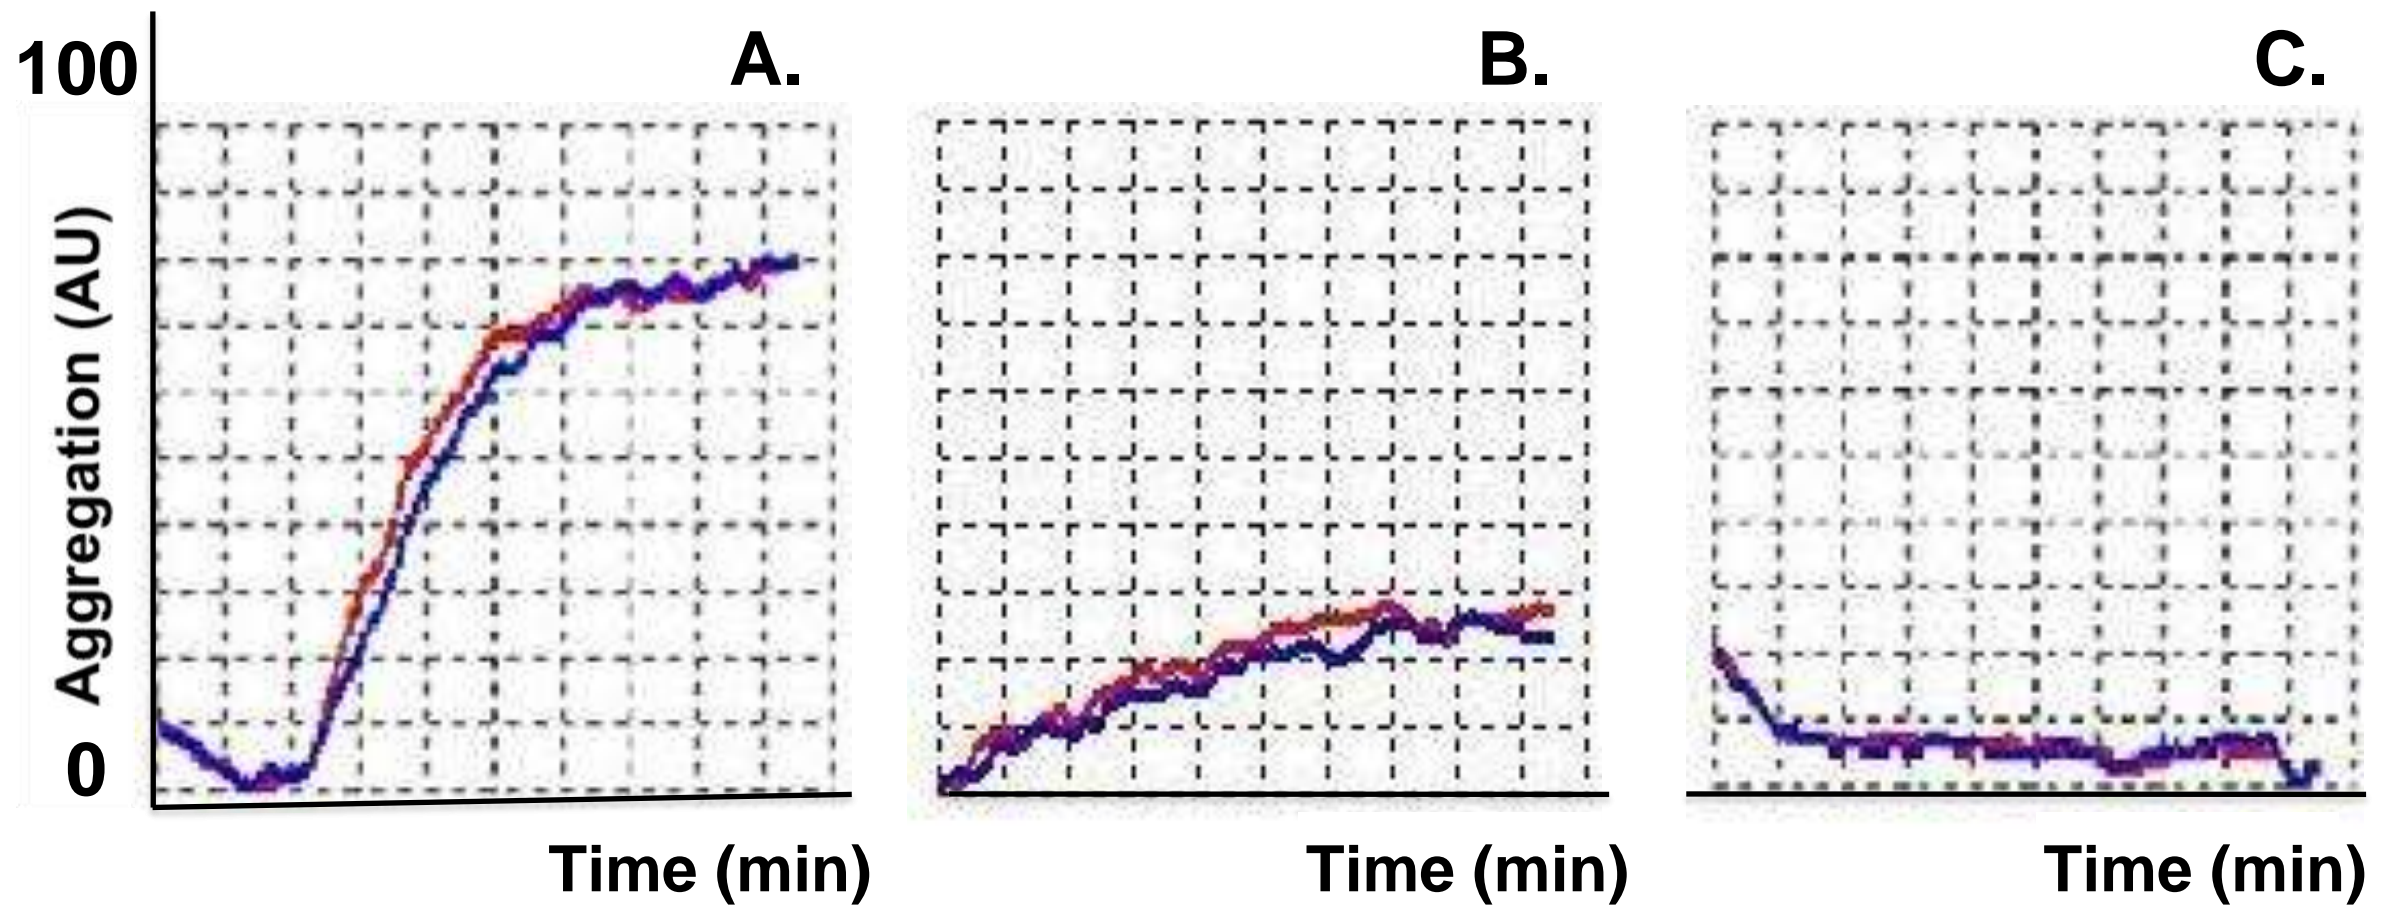 100
A.
B.
C.
Aggregation (AU)
0
Time (min)
Time (min)
Time (min)